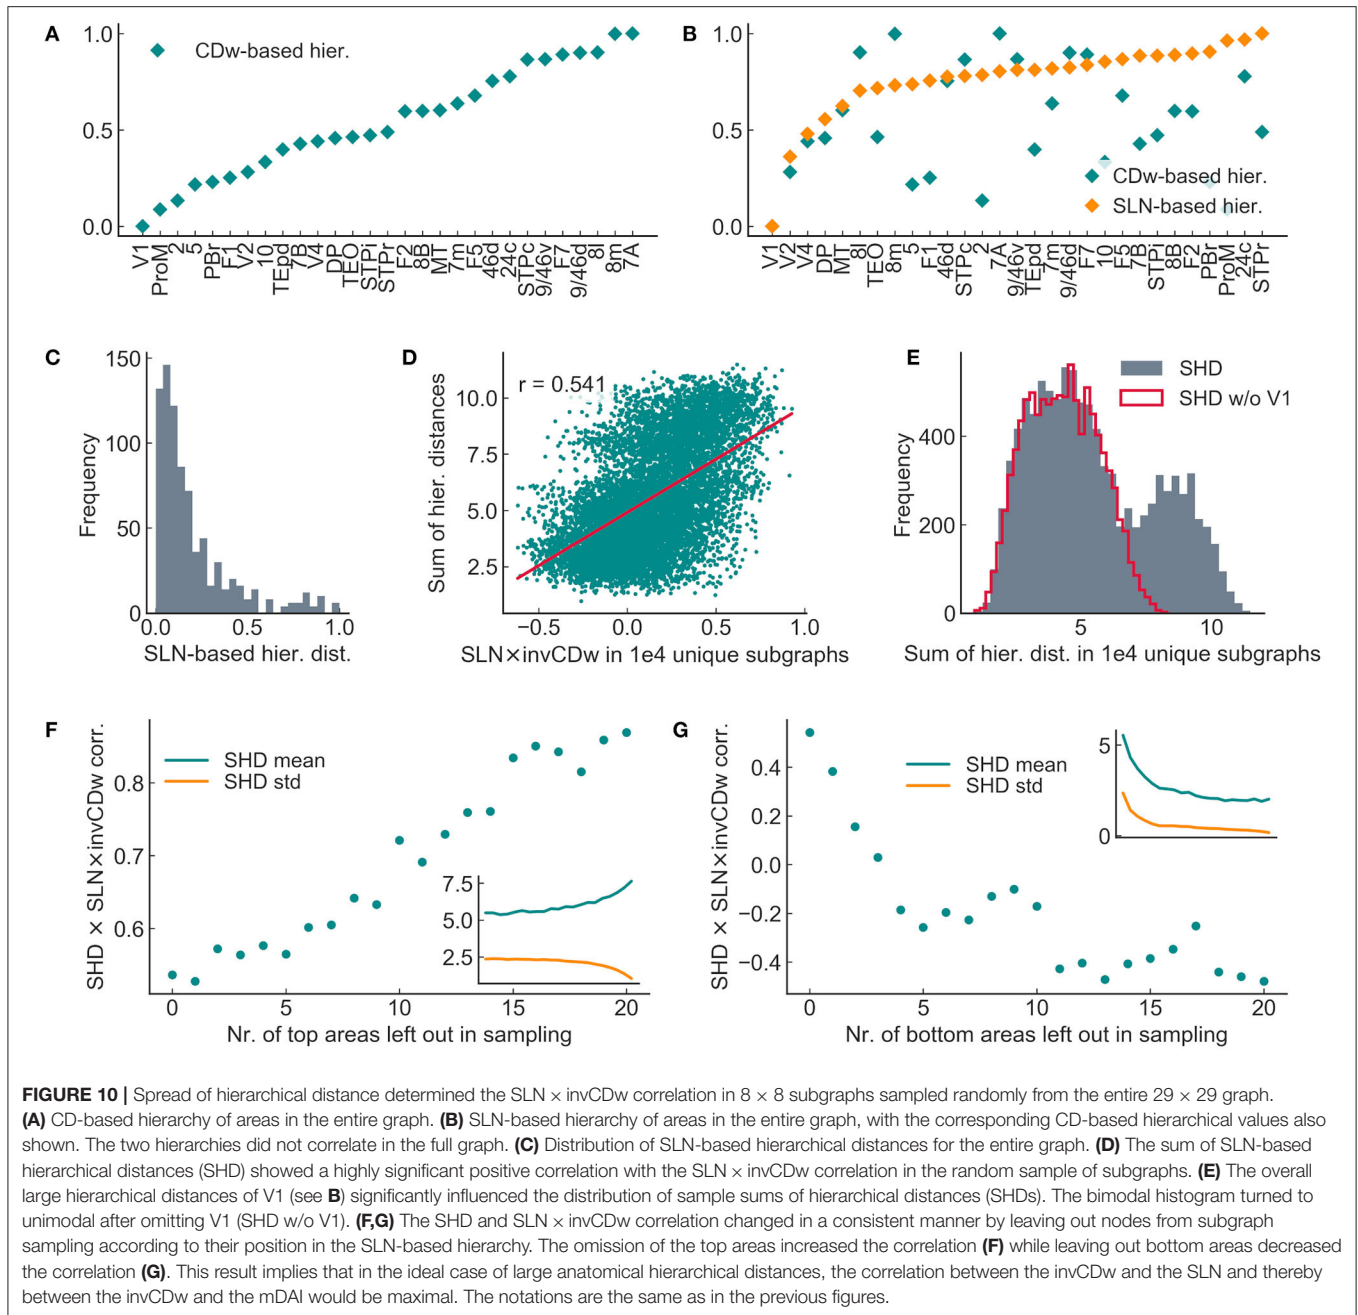 A
CDw-based hier.
1.0
0.5
0.0
V1 ProM 2 5 PBr F1 V2 10 TEpd 7B V4 DP TEO STPi STPr F2 8B MT 7m F5 46d 24c STPc 9/46v F7 9/46d 8l 8m 7A
B
1.0
0.5
0.0
CDw-based hier.
SLN-based hier.
V1 V2 V4 DP MT 8l TEO 8m 5 F1 46d STPc 2 7A 9/46v TEpd 7m 9/46d F7 10 F5 7B STPi 8B F2 PBr ProM 24c STPr
C
Frequency
150
100
50
0
0.0 0.5 1.0
SLN-based hier. dist.
D
r = 0.541
Sum of hier. distances
10.0
7.5
5.0
2.5
−0.5 0.0 0.5 1.0
SLN×invCDw in 1e4 unique subgraphs
E
SHD
SHD w/o V1
Frequency
400
200
0
5 10
Sum of hier. dist. in 1e4 unique subgraphs
F
SHD mean
SHD std
SHD × SLN×invCDw corr.
0.8
0.7
0.6
7.5
5.0
2.5
0 5 10 15 20
Nr. of top areas left out in sampling
G
SHD mean
SHD std
SHD × SLN×invCDw corr.
0.4
0.2
0.0
−0.2
−0.4
5
0
0 5 10 15 20
Nr. of bottom areas left out in sampling
FIGURE 10 | Spread of hierarchical distance determined the SLN × invCDw correlation in 8 × 8 subgraphs sampled randomly from the entire 29 × 29 graph.
(A) CD-based hierarchy of areas in the entire graph. (B) SLN-based hierarchy of areas in the entire graph, with the corresponding CD-based hierarchical values also
shown. The two hierarchies did not correlate in the full graph. (C) Distribution of SLN-based hierarchical distances for the entire graph. (D) The sum of SLN-based
hierarchical distances (SHD) showed a highly significant positive correlation with the SLN × invCDw correlation in the random sample of subgraphs. (E) The overall
large hierarchical distances of V1 (see B) significantly influenced the distribution of sample sums of hierarchical distances (SHDs). The bimodal histogram turned to
unimodal after omitting V1 (SHD w/o V1). (F,G) The SHD and SLN × invCDw correlation changed in a consistent manner by leaving out nodes from subgraph
sampling according to their position in the SLN-based hierarchy. The omission of the top areas increased the correlation (F) while leaving out bottom areas decreased
the correlation (G). This result implies that in the ideal case of large anatomical hierarchical distances, the correlation between the invCDw and the SLN and thereby
between the invCDw and the mDAI would be maximal. The notations are the same as in the previous figures.